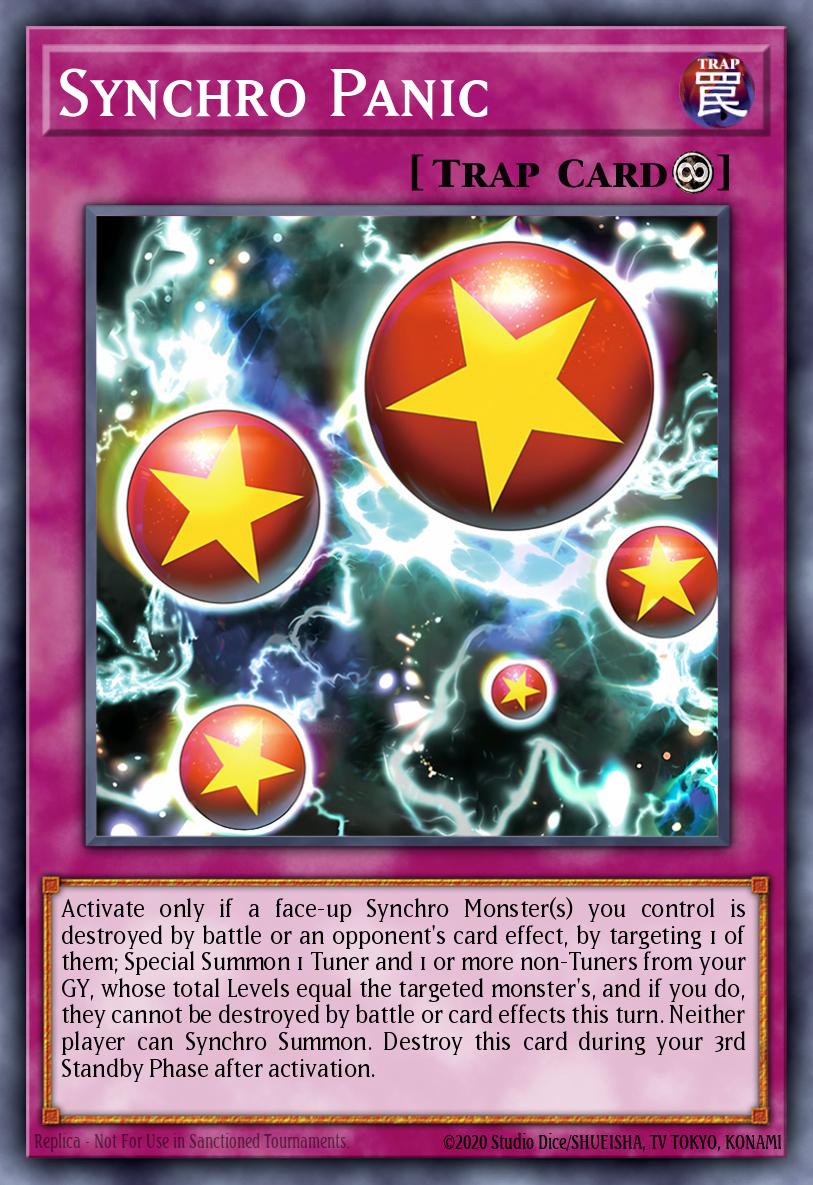 Synchro Panic
TRAP
罠
[Trap Card]
Activate only if a face-up Synchro Monster(s) you control is
destroyed by battle or an opponent's card effect, by targeting 1 of
them; Special Summon 1 Tuner and 1 or more non-Tuners from your
GY, whose total Levels equal the targeted monster's, and if you do,
they cannot be destroyed by battle or card effects this turn. Neither
player can Synchro Summon. Destroy this card during your 3rd
Standby Phase after activation.
Replica - Not For Use in Sanctioned Tournaments.
©2020 Studio Dice/SHUEISHA, TV TOKYO, KONAMI